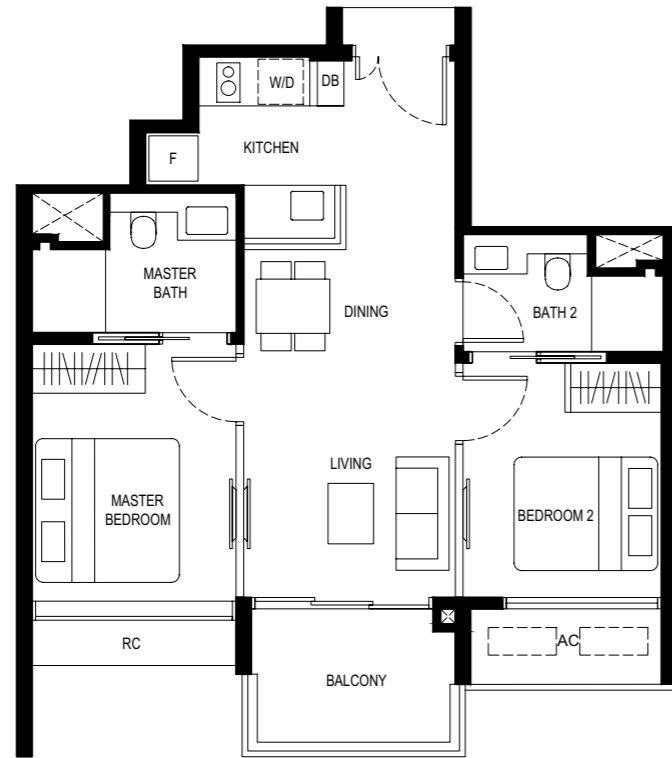 W/D
DB
KITCHEN
F
MASTER
BATH
DINING
BATH 2
LIVING
MASTER
BEDROOM
BEDROOM 2
RC
AC
BALCONY